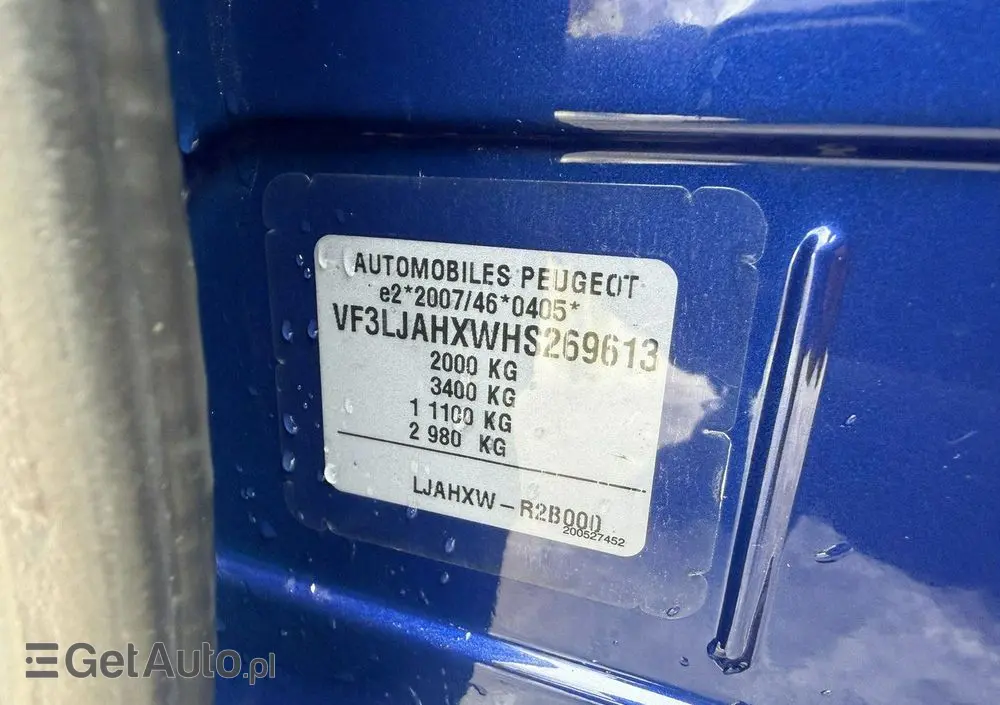 AUTOMOBILES PEUGEOT
e2*2007/46*0405*
VF3LJAHXWHS269613
2000 KG
3400 KG
1 1100 KG
2 980 KG
LJAHXW-R2B000
200527452
GetAuto.pl